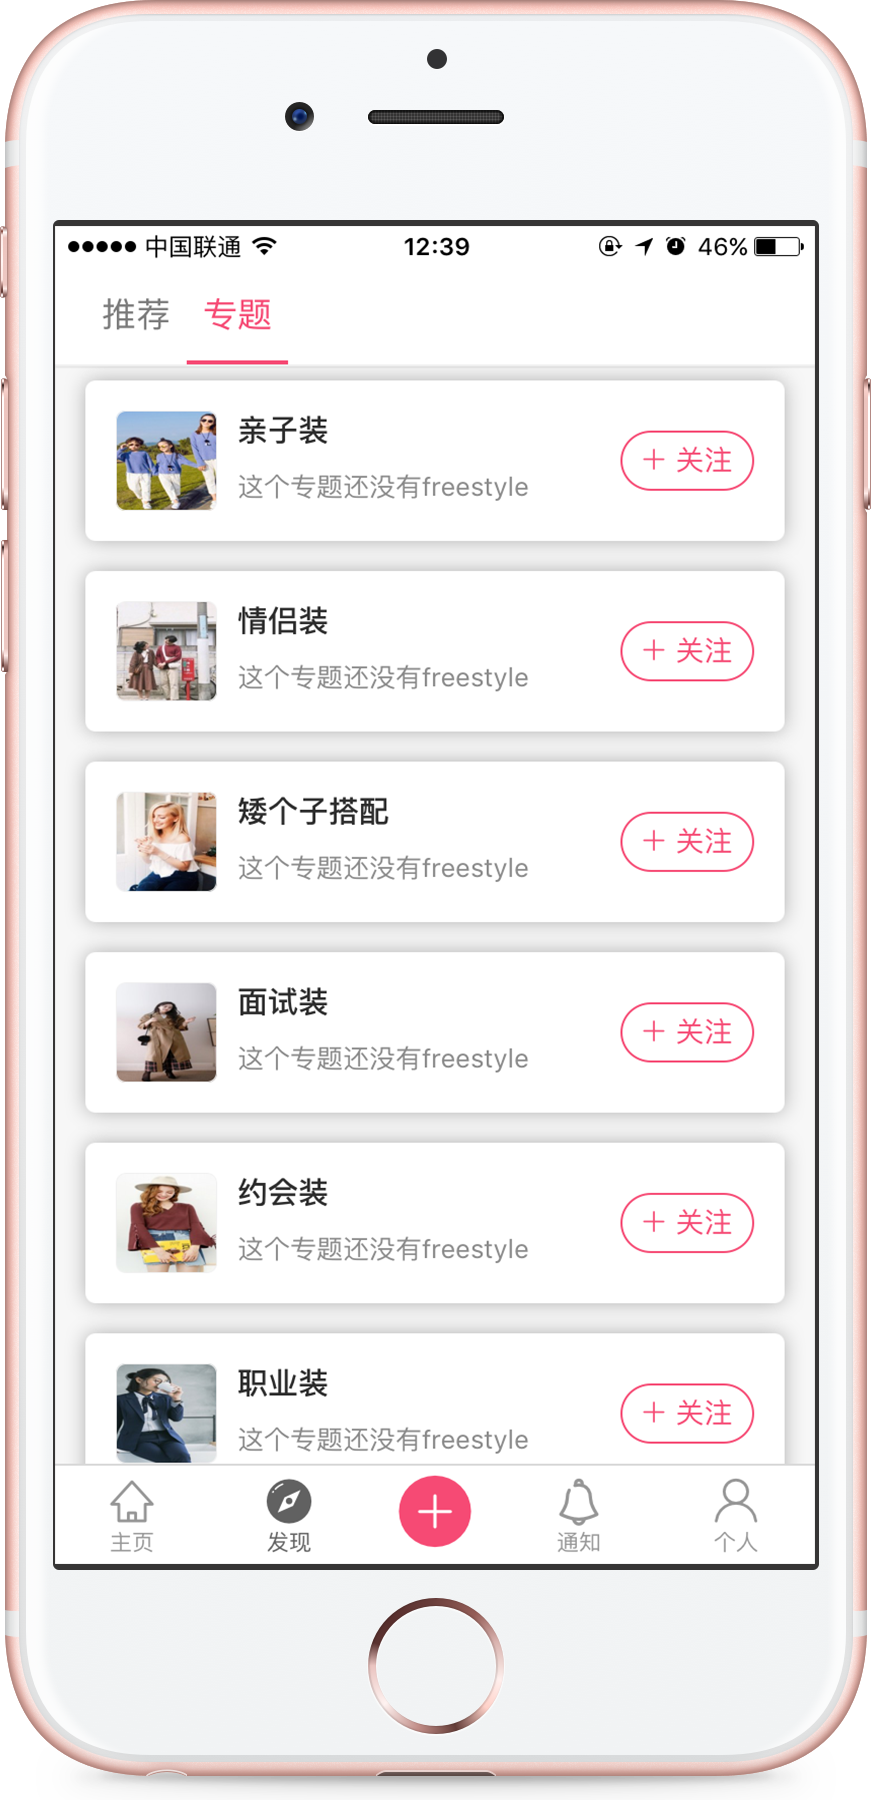 中国联通 12:39 46%
推荐 专题
亲子装
这个专题还没有freestyle
+ 关注
情侣装
这个专题还没有freestyle
+ 关注
矮个子搭配
这个专题还没有freestyle
+ 关注
面试装
这个专题还没有freestyle
+ 关注
约会装
这个专题还没有freestyle
+ 关注
职业装
这个专题还没有freestyle
+ 关注
主页 发现 通知 个人